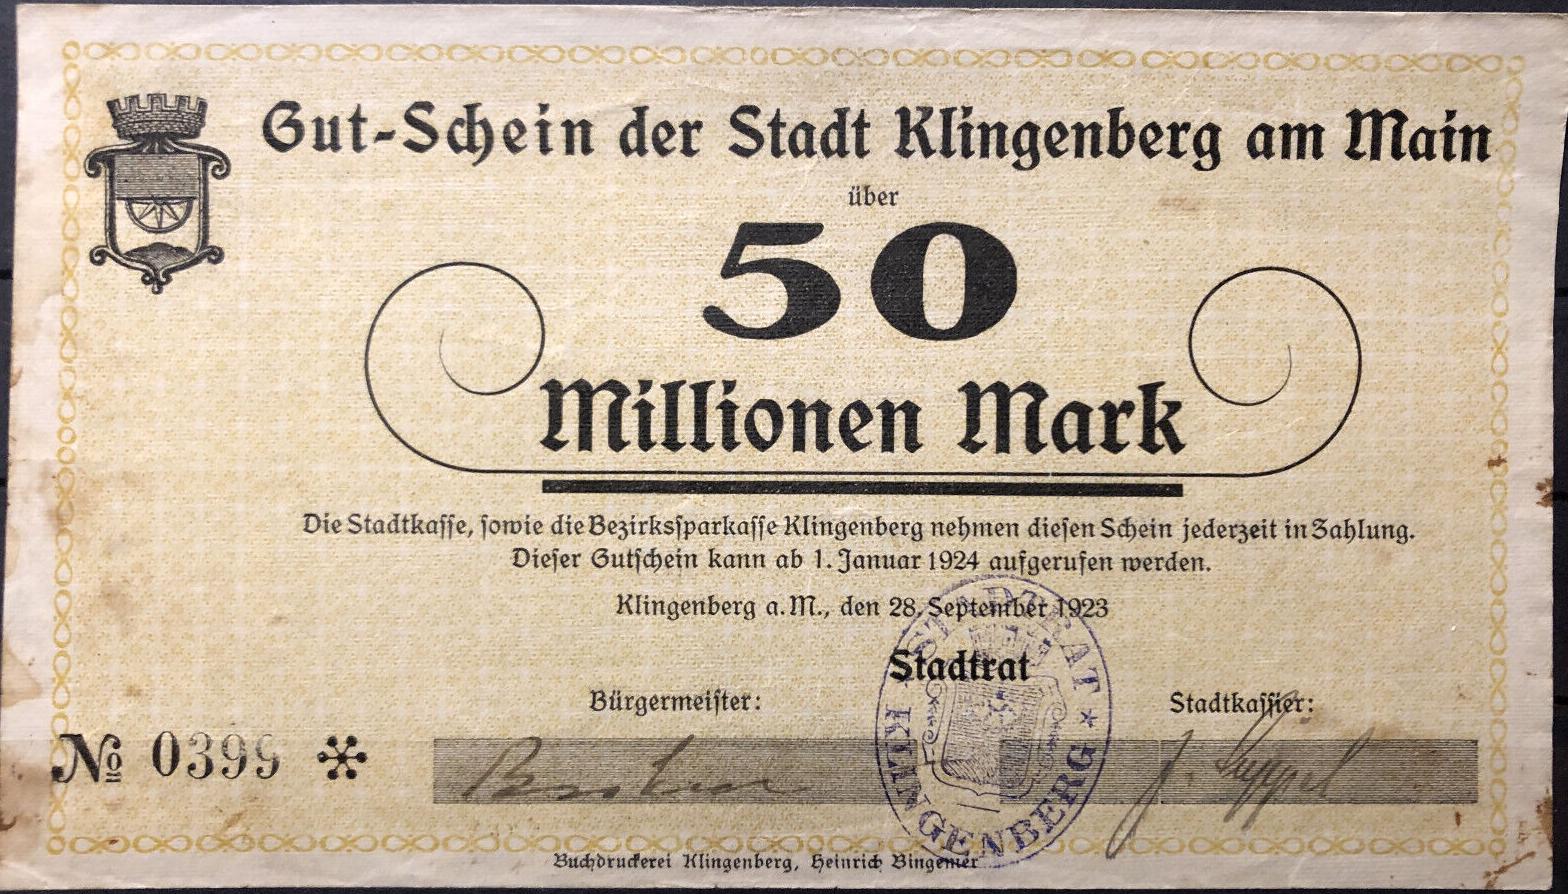 Gut-Schein der Stadt Klingenberg am Main
über
50
Millionen Mark
Die Stadtkasse, sowie die Bezirkssparkasse Klingenberg nehmen diesen Schein jederzeit in Zahlung.
Dieser Gutschein kann ab 1. Januar 1924 aufgerufen werden.
Klingenberg a. M., den 28. September 1923
Stadtrat
Bürgermeister: Stadtkassier:
№ 0399 *
STADTRAT * KLINGENBERG
Buchdruckerei Klingenberg, Heinrich Bingemer